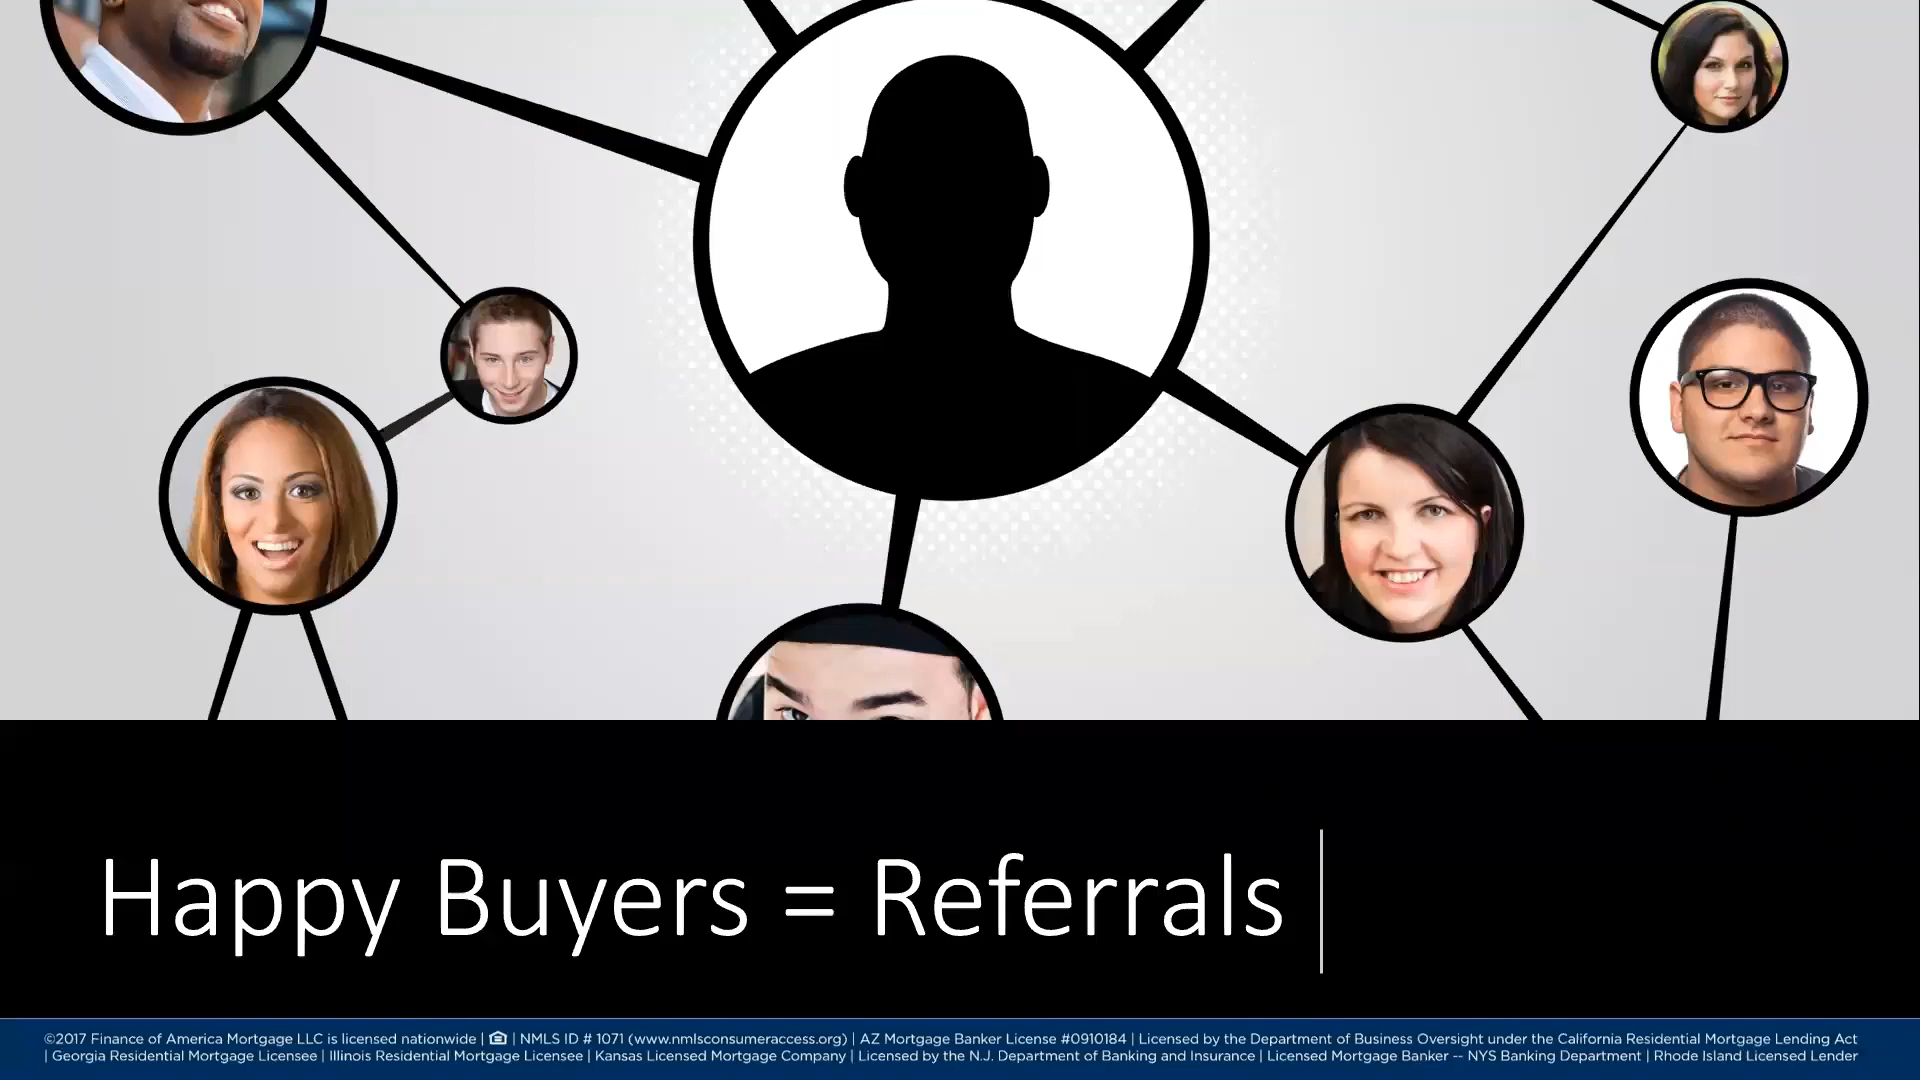 Happy Buyers = Referrals
©2017 Finance of America Mortgage LLC is licensed nationwide | | NMLS ID # 1071 (www.nmlsconsumeraccess.org) | AZ Mortgage Banker License #0910184 | Licensed by the Department of Business Oversight under the California Residential Mortgage Lending Act
| Georgia Residential Mortgage Licensee | Illinois Residential Mortgage Licensee | Kansas Licensed Mortgage Company | Licensed by the N.J. Department of Banking and Insurance | Licensed Mortgage Banker -- NYS Banking Department | Rhode Island Licensed Lender